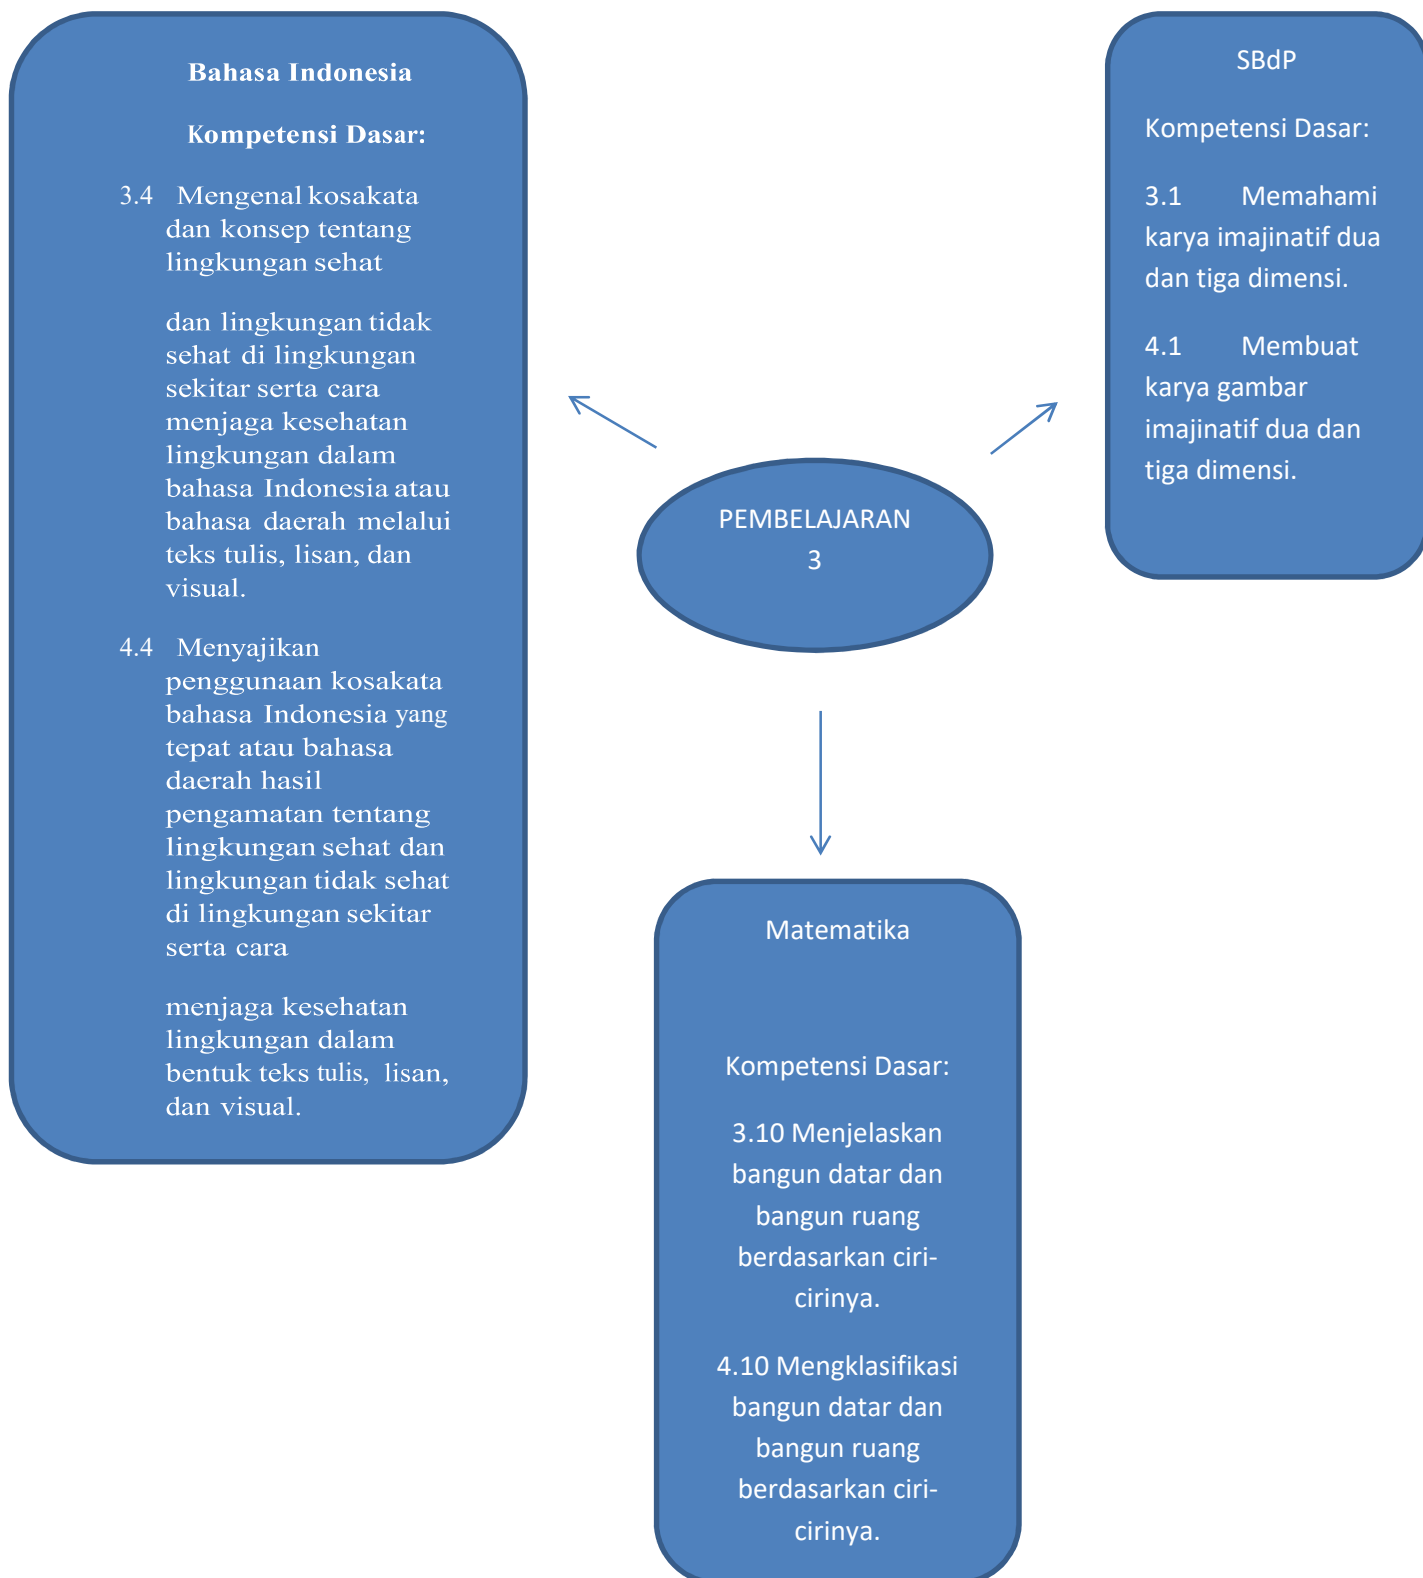 Bahasa Indonesia
Kompetensi Dasar:
3.4 Mengenal kosakata
dan konsep tentang
lingkungan sehat
dan lingkungan tidak
sehat di lingkungan
sekitar serta cara
menjaga kesehatan
lingkungan dalam
bahasa Indonesia atau
bahasa daerah melalui
teks tulis, lisan, dan
visual.
4.4 Menyajikan
penggunaan kosakata
bahasa Indonesia yang
tepat atau bahasa
daerah hasil
pengamatan tentang
lingkungan sehat dan
lingkungan tidak sehat
di lingkungan sekitar
serta cara
menjaga kesehatan
lingkungan dalam
bentuk teks tulis, lisan,
dan visual.
SBdP
Kompetensi Dasar:
3.1 Memahami
karya imajinatif dua
dan tiga dimensi.
4.1 Membuat
karya gambar
imajinatif dua dan
tiga dimensi.
PEMBELAJARAN
3
Matematika
Kompetensi Dasar:
3.10 Menjelaskan
bangun datar dan
bangun ruang
berdasarkan ciri-
cirinya.
4.10 Mengklasifikasi
bangun datar dan
bangun ruang
berdasarkan ciri-
cirinya.